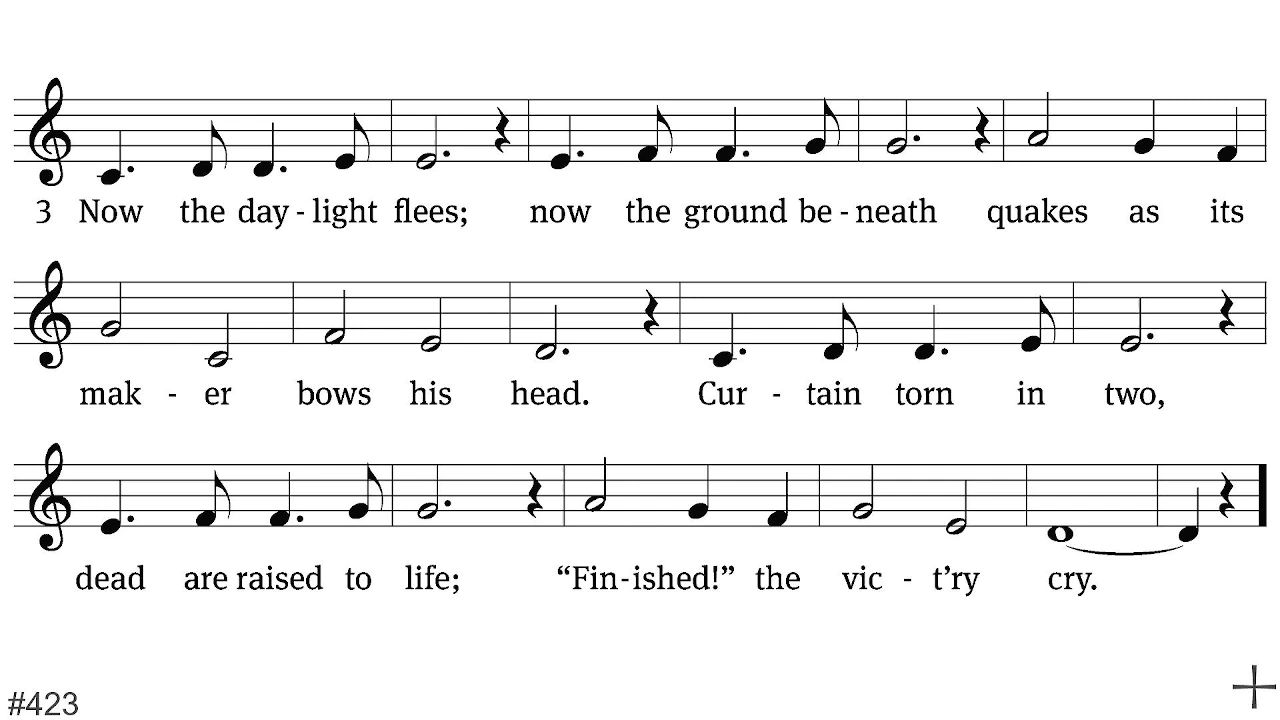 3 Now the day - light flees; now the ground be - neath quakes as its
mak - er bows his head. Cur - tain torn in two,
dead are raised to life; “Fin - ished!” the vic - t’ry cry.
#423